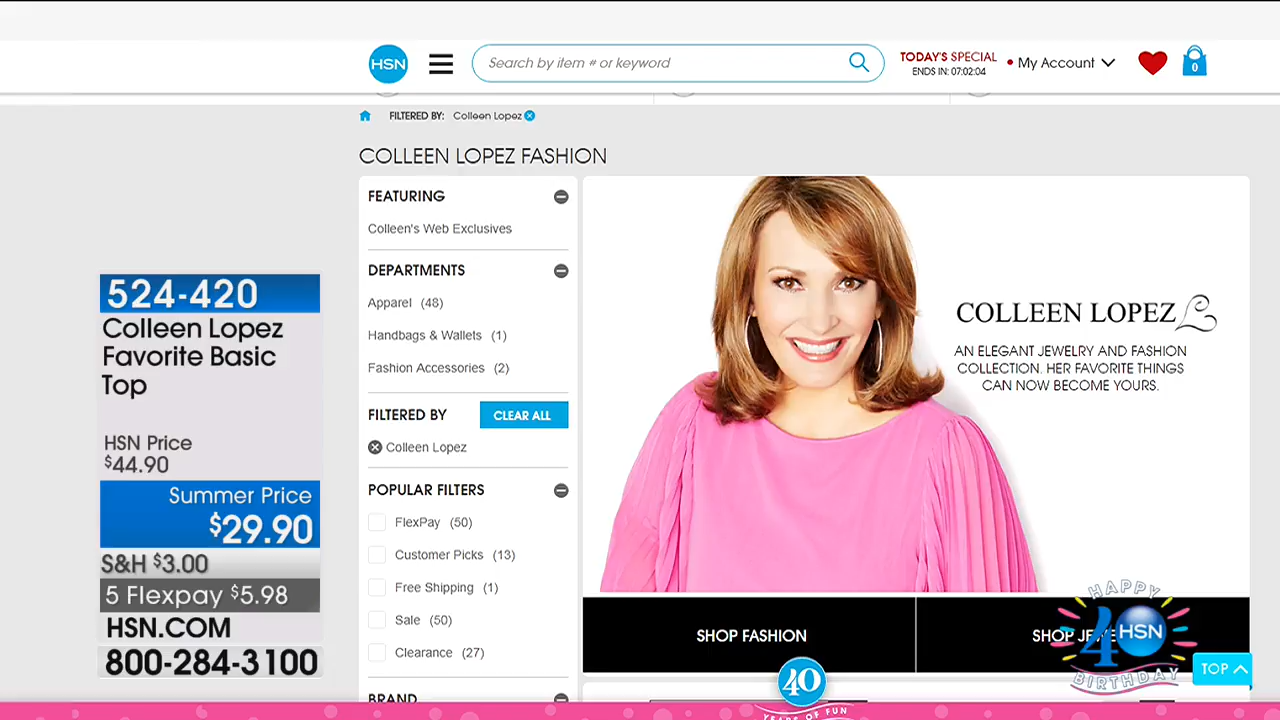 HSN
Search by item # or keyword
TODAY'S SPECIAL
ENDS IN: 07:02:04
My Account
0
FILTERED BY: Colleen Lopez
COLLEEN LOPEZ FASHION
FEATURING
Colleen's Web Exclusives
DEPARTMENTS
Apparel (48)
Handbags & Wallets (1)
Fashion Accessories (2)
FILTERED BY
CLEAR ALL
Colleen Lopez
POPULAR FILTERS
FlexPay (50)
Customer Picks (13)
Free Shipping (1)
Sale (50)
Clearance (27)
BRAND
524-420
Colleen Lopez
Favorite Basic
Top
HSN Price
$44.90
Summer Price
$29.90
S&H $3.00
5 Flexpay $5.98
HSN.COM
800-284-3100
COLLEEN LOPEZ
AN ELEGANT JEWELRY AND FASHION
COLLECTION. HER FAVORITE THINGS
CAN NOW BECOME YOURS.
SHOP FASHION
SHOP
HAPPY
40
HSN
BIRTHDAY
TOP
40
YEARS OF FUN